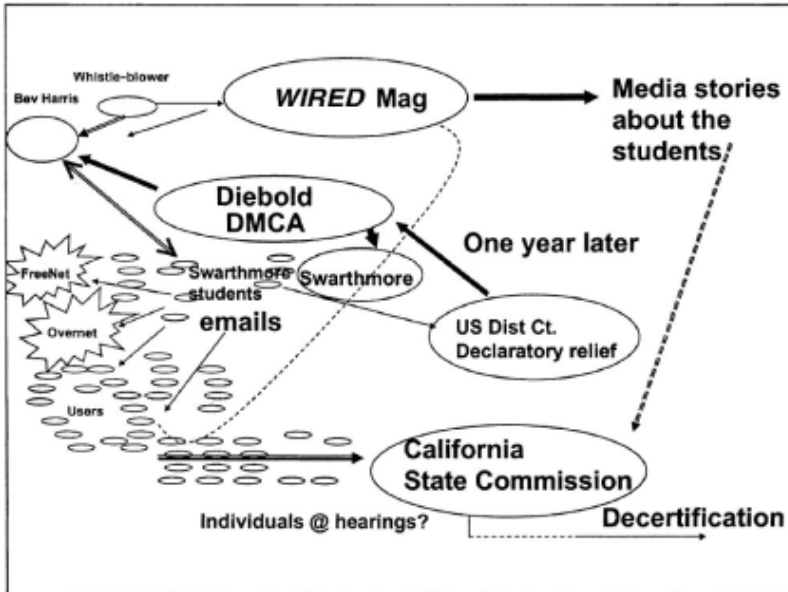 Whistle-blower
Bev Harris
WIRED Mag
Media stories
about the
students
Diebold
DMCA
One year later
FreeNet
Swarthmore
students
Swarthmore
emails
Overnet
US Dist Ct.
Declaratory relief
Users
California
State Commission
Individuals @ hearings?
Decertification